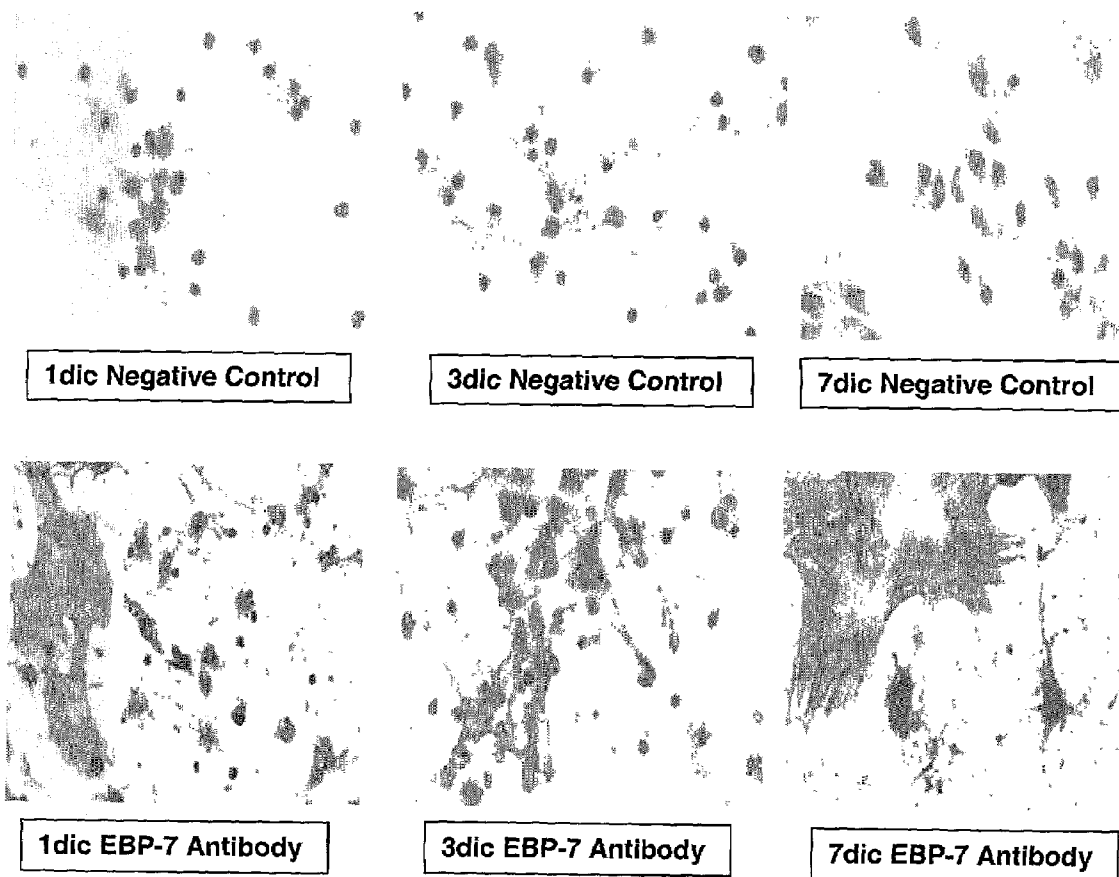 1dic Negative Control
3dic Negative Control
7dic Negative Control
1dic EBP-7 Antibody
3dic EBP-7 Antibody
7dic EBP-7 Antibody